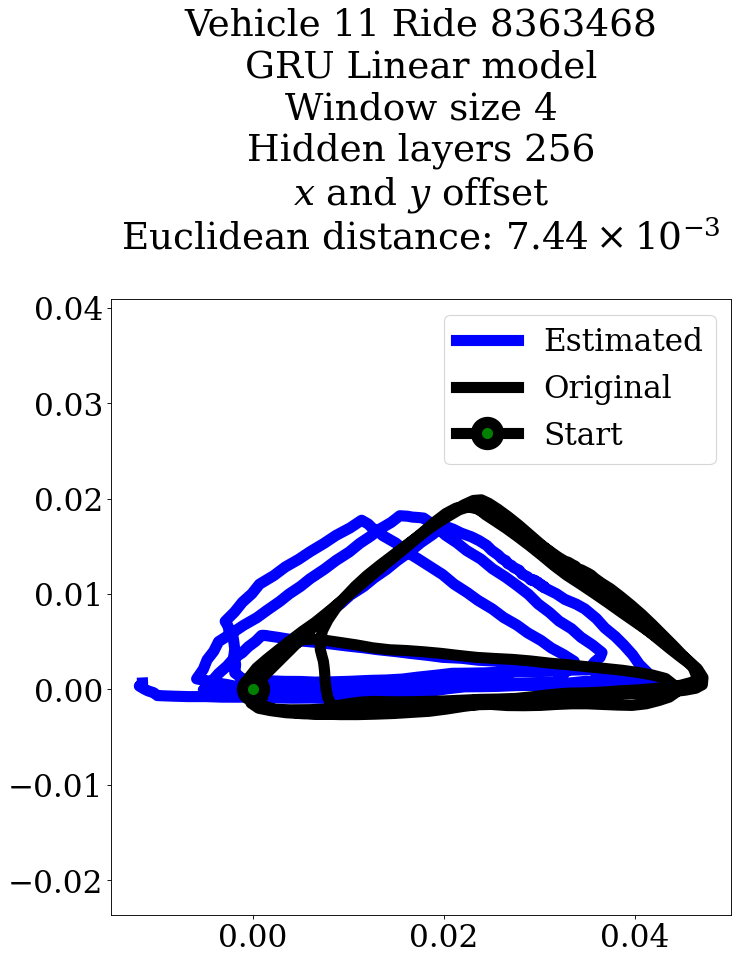 Vehicle 11 Ride 8363468
GRU Linear model
Window size 4
Hidden layers 256
x and y offset
Euclidean distance: 7.44 × 10⁻³
0.04
Estimated
0.03
Original
Start
0.02
0.01
0.00
−0.01
−0.02
0.00 0.02 0.04